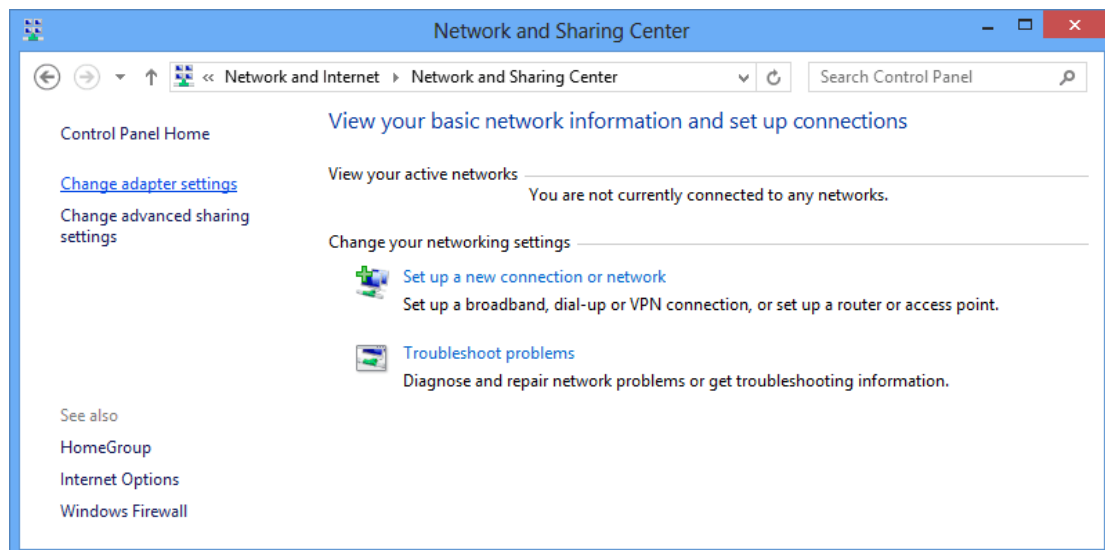 Network and Sharing Center
« Network and Internet Network and Sharing Center
Search Control Panel
Control Panel Home
Change adapter settings
Change advanced sharing
settings
See also
HomeGroup
Internet Options
Windows Firewall
View your basic network information and set up connections
View your active networks
You are not currently connected to any networks.
Change your networking settings
Set up a new connection or network
Set up a broadband, dial-up or VPN connection, or set up a router or access point.
Troubleshoot problems
Diagnose and repair network problems or get troubleshooting information.